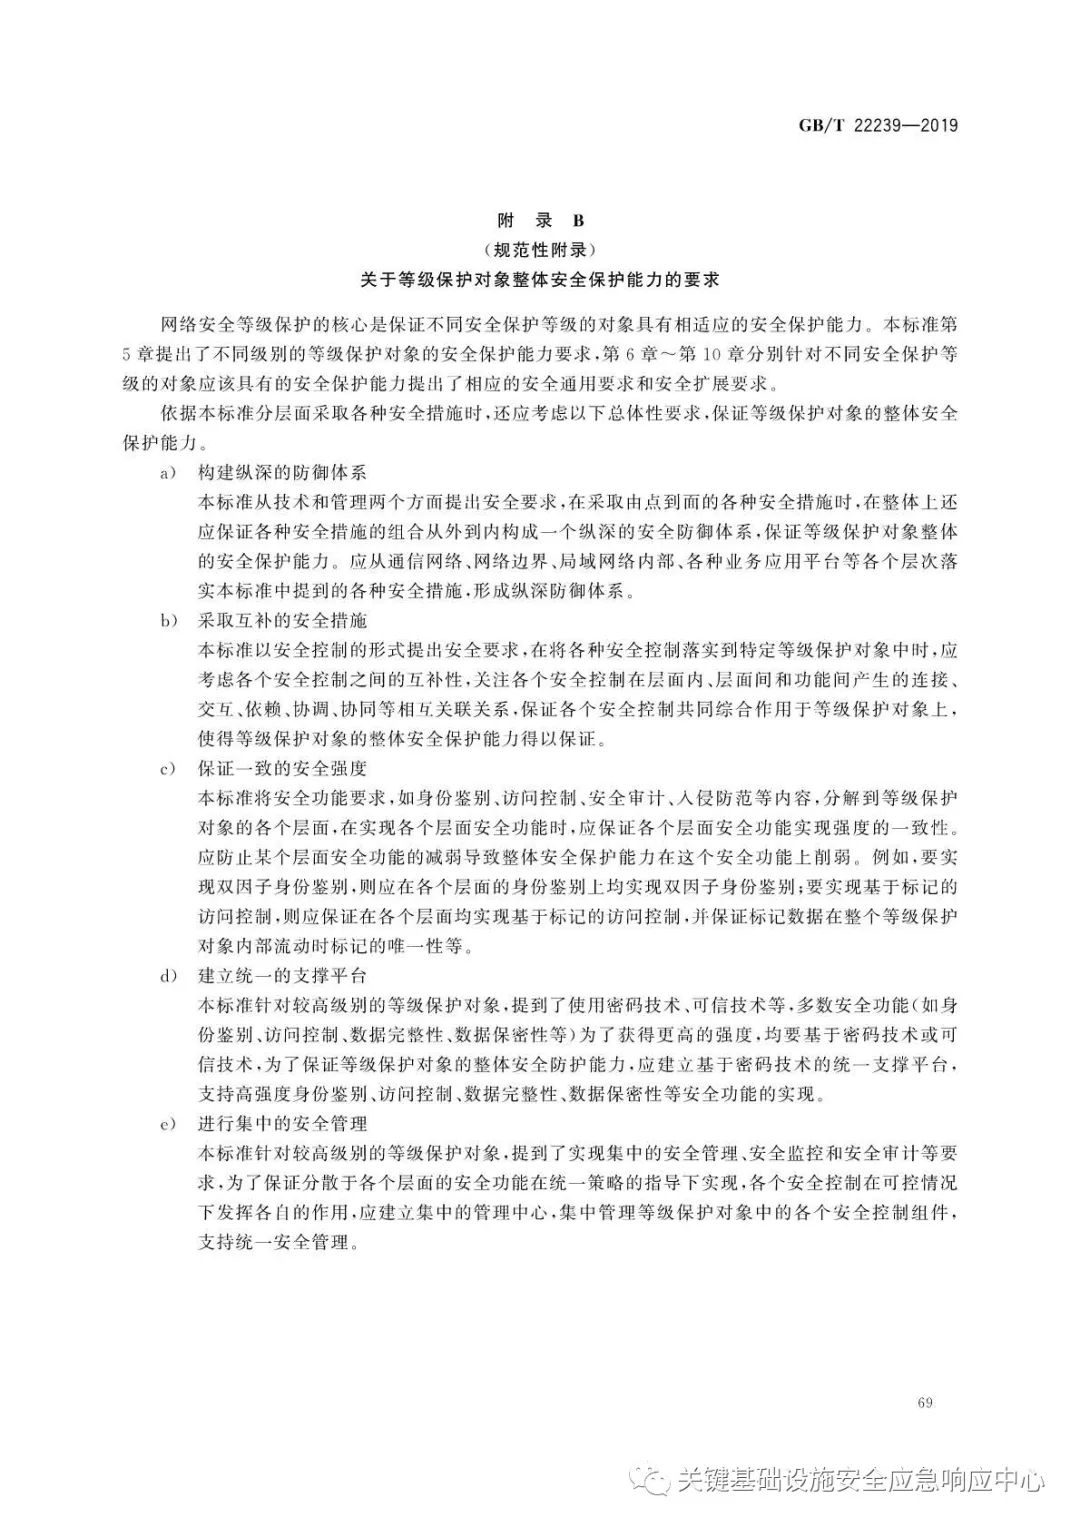 GB/T 22239—2019
附 录 B
（规范性附录）
关于等级保护对象整体安全保护能力的要求
网络安全等级保护的核心是保证不同安全保护等级的对象具有相适应的安全保护能力。本标准第
5 章提出了不同级别的等级保护对象的安全保护能力要求,第 6 章～第 10 章分别针对不同安全保护等
级的对象应该具有的安全保护能力提出了相应的安全通用要求和安全扩展要求。
依据本标准分层面采取各种安全措施时,还应考虑以下总体性要求,保证等级保护对象的整体安全
保护能力。
a) 构建纵深的防御体系
本标准从技术和管理两个方面提出安全要求,在采取由点到面的各种安全措施时,在整体上还
应保证各种安全措施的组合从外到内构成一个纵深的安全防御体系,保证等级保护对象整体
的安全保护能力。应从通信网络、网络边界、局域网络内部、各种业务应用平台等各个层次落
实本标准中提到的各种安全措施,形成纵深防御体系。
b) 采取互补的安全措施
本标准以安全控制的形式提出安全要求,在将各种安全控制落实到特定等级保护对象中时,应
考虑各个安全控制之间的互补性,关注各个安全控制在层面内、层面间和功能间产生的连接、
交互、依赖、协调、协同等相互关联关系,保证各个安全控制共同综合作用于等级保护对象上,
使得等级保护对象的整体安全保护能力得以保证。
c) 保证一致的安全强度
本标准将安全功能要求,如身份鉴别、访问控制、安全审计、入侵防范等内容,分解到等级保护
对象的各个层面,在实现各个层面安全功能时,应保证各个层面安全功能实现强度的一致性。
应防止某个层面安全功能的减弱导致整体安全保护能力在这个安全功能上削弱。例如,要实
现双因子身份鉴别,则应在各个层面的身份鉴别上均实现双因子身份鉴别;要实现基于标记的
访问控制,则应保证在各个层面均实现基于标记的访问控制,并保证标记数据在整个等级保护
对象内部流动时标记的唯一性等。
d) 建立统一的支撑平台
本标准针对较高级别的等级保护对象,提到了使用密码技术、可信技术等,多数安全功能(如身
份鉴别、访问控制、数据完整性、数据保密性等)为了获得更高的强度,均要基于密码技术或可
信技术,为了保证等级保护对象的整体安全防护能力,应建立基于密码技术的统一支撑平台,
支持高强度身份鉴别、访问控制、数据完整性、数据保密性等安全功能的实现。
e) 进行集中的安全管理
本标准针对较高级别的等级保护对象,提到了实现集中的安全管理、安全监控和安全审计等要
求,为了保证分散于各个层面的安全功能在统一策略的指导下实现,各个安全控制在可控情况
下发挥各自的作用,应建立集中的管理中心,集中管理等级保护对象中的各个安全控制组件,
支持统一安全管理。
69
关键基础设施安全应急响应中心